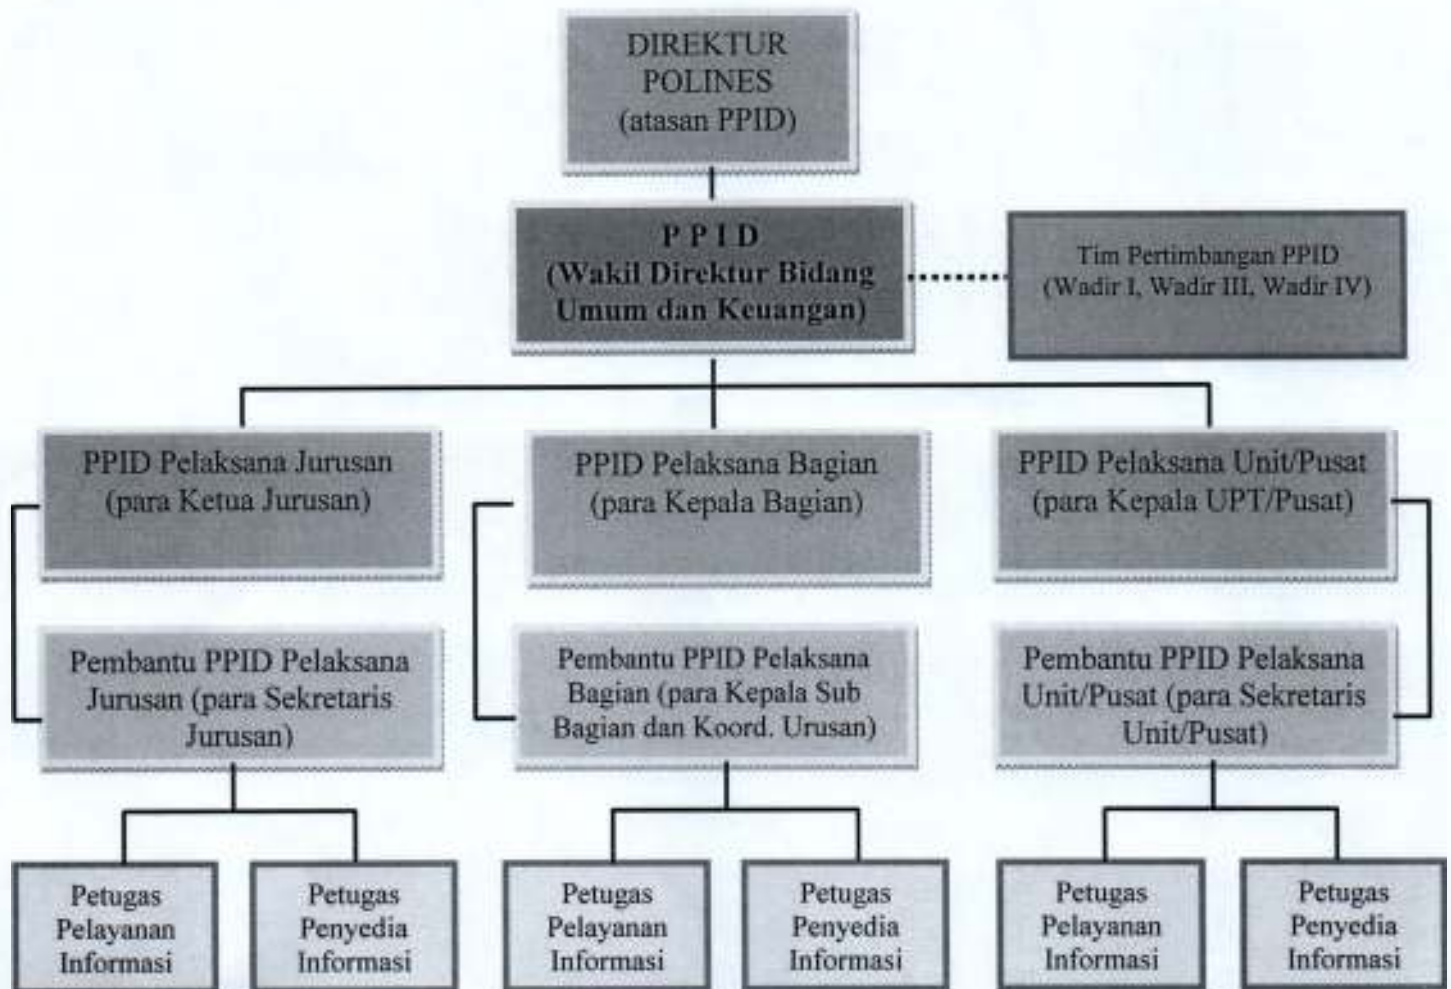 DIREKTUR
POLINES
(atasan PPID)
P P I D
(Wakil Direktur Bidang
Umum dan Keuangan)
Tim Pertimbangan PPID
(Wadir I, Wadir III, Wadir IV)
PPID Pelaksana Jurusan
(para Ketua Jurusan)
PPID Pelaksana Bagian
(para Kepala Bagian)
PPID Pelaksana Unit/Pusat
(para Kepala UPT/Pusat)
Pembantu PPID Pelaksana
Jurusan (para Sekretaris
Jurusan)
Pembantu PPID Pelaksana
Bagian (para Kepala Sub
Bagian dan Koord. Urusan)
Pembantu PPID Pelaksana
Unit/Pusat (para Sekretaris
Unit/Pusat)
Petugas
Pelayanan
Informasi
Petugas
Penyedia
Informasi
Petugas
Pelayanan
Informasi
Petugas
Penyedia
Informasi
Petugas
Pelayanan
Informasi
Petugas
Penyedia
Informasi